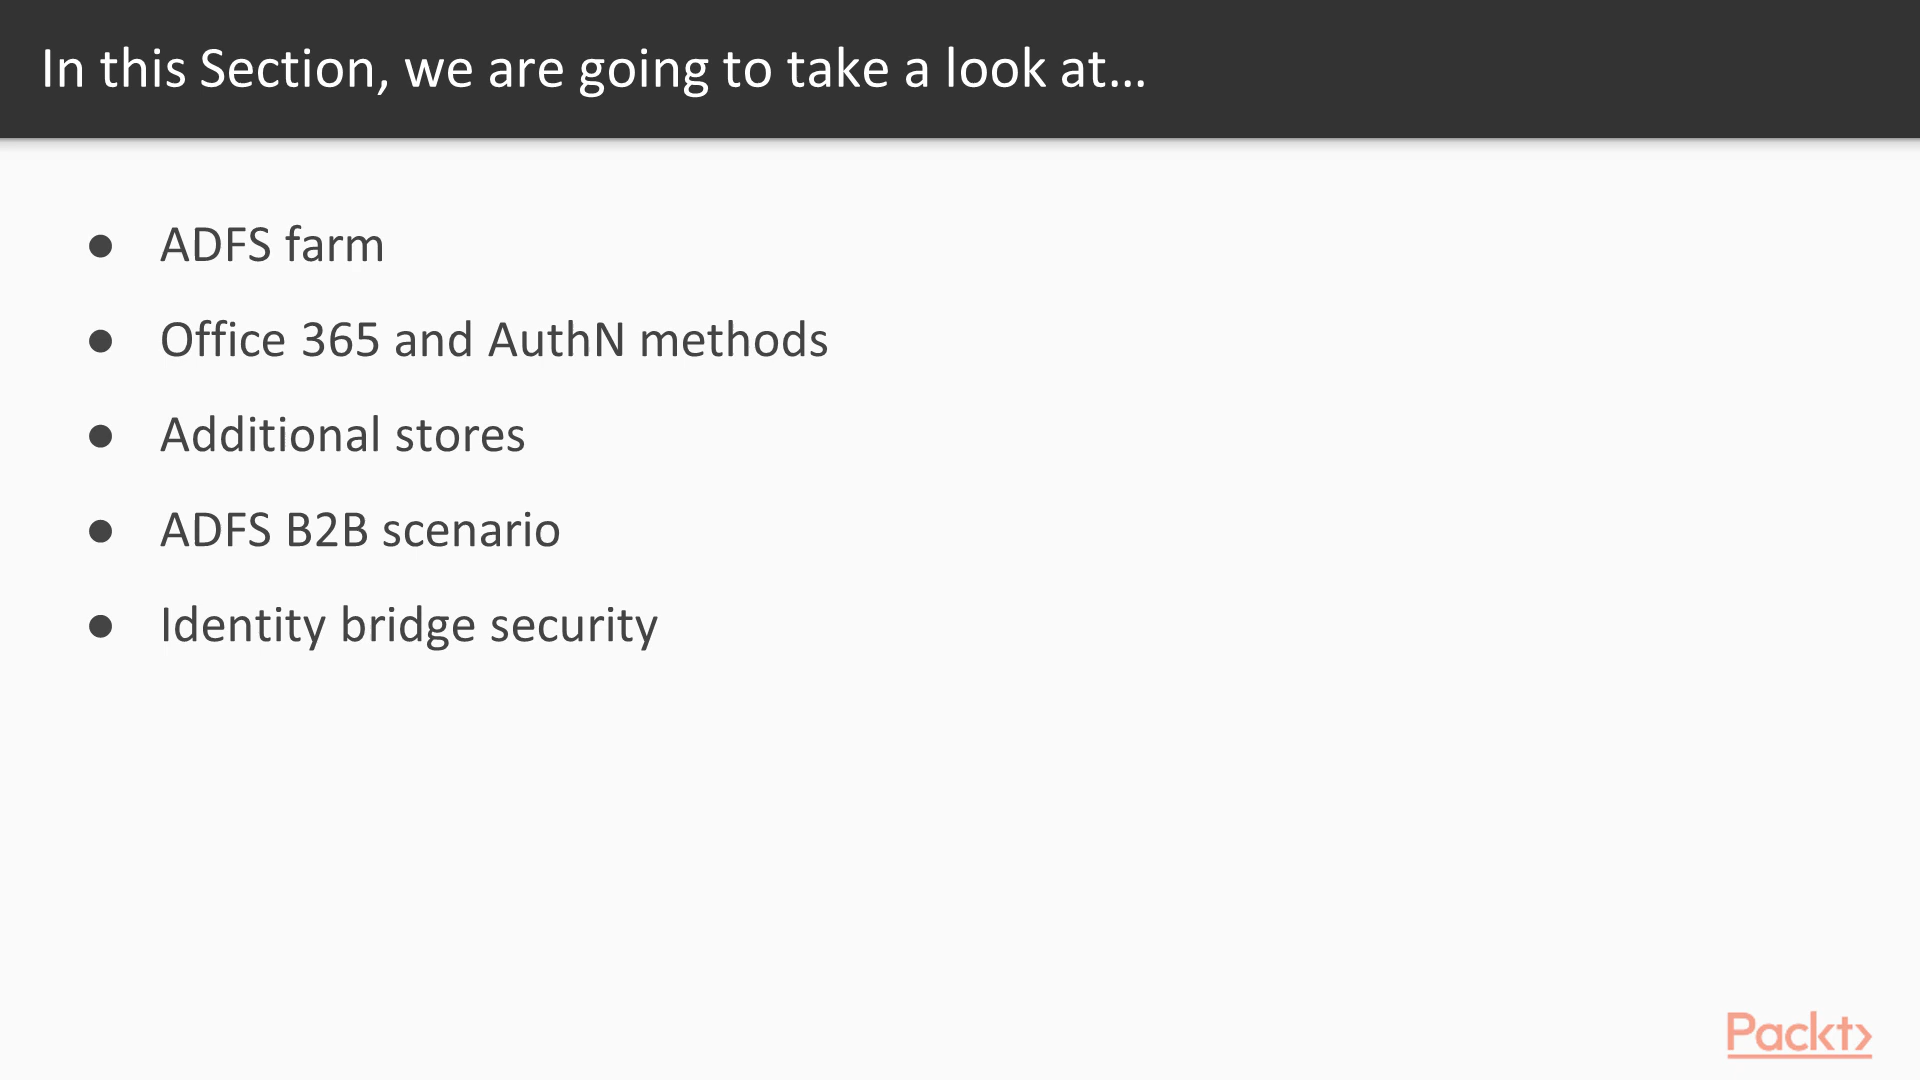 In this Section, we are going to take a look at...
● ADFS farm
● Office 365 and AuthN methods
● Additional stores
● ADFS B2B scenario
● Identity bridge security
Packt>